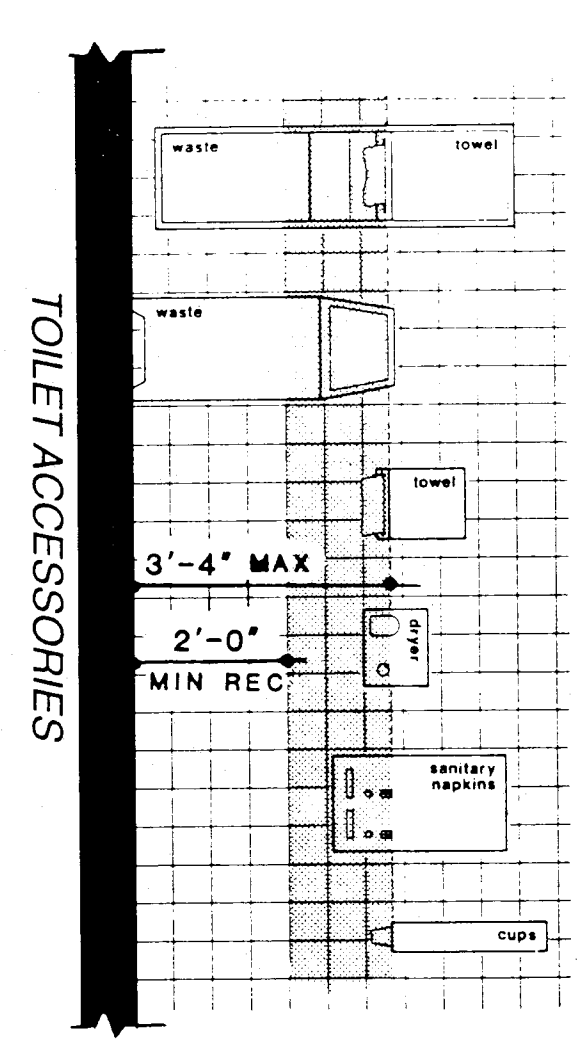 waste
towel
waste
towel
3'-4" MAX
2'-0"
MIN REC
dryer
sanitary
napkins
cups
TOILET ACCESSORIES